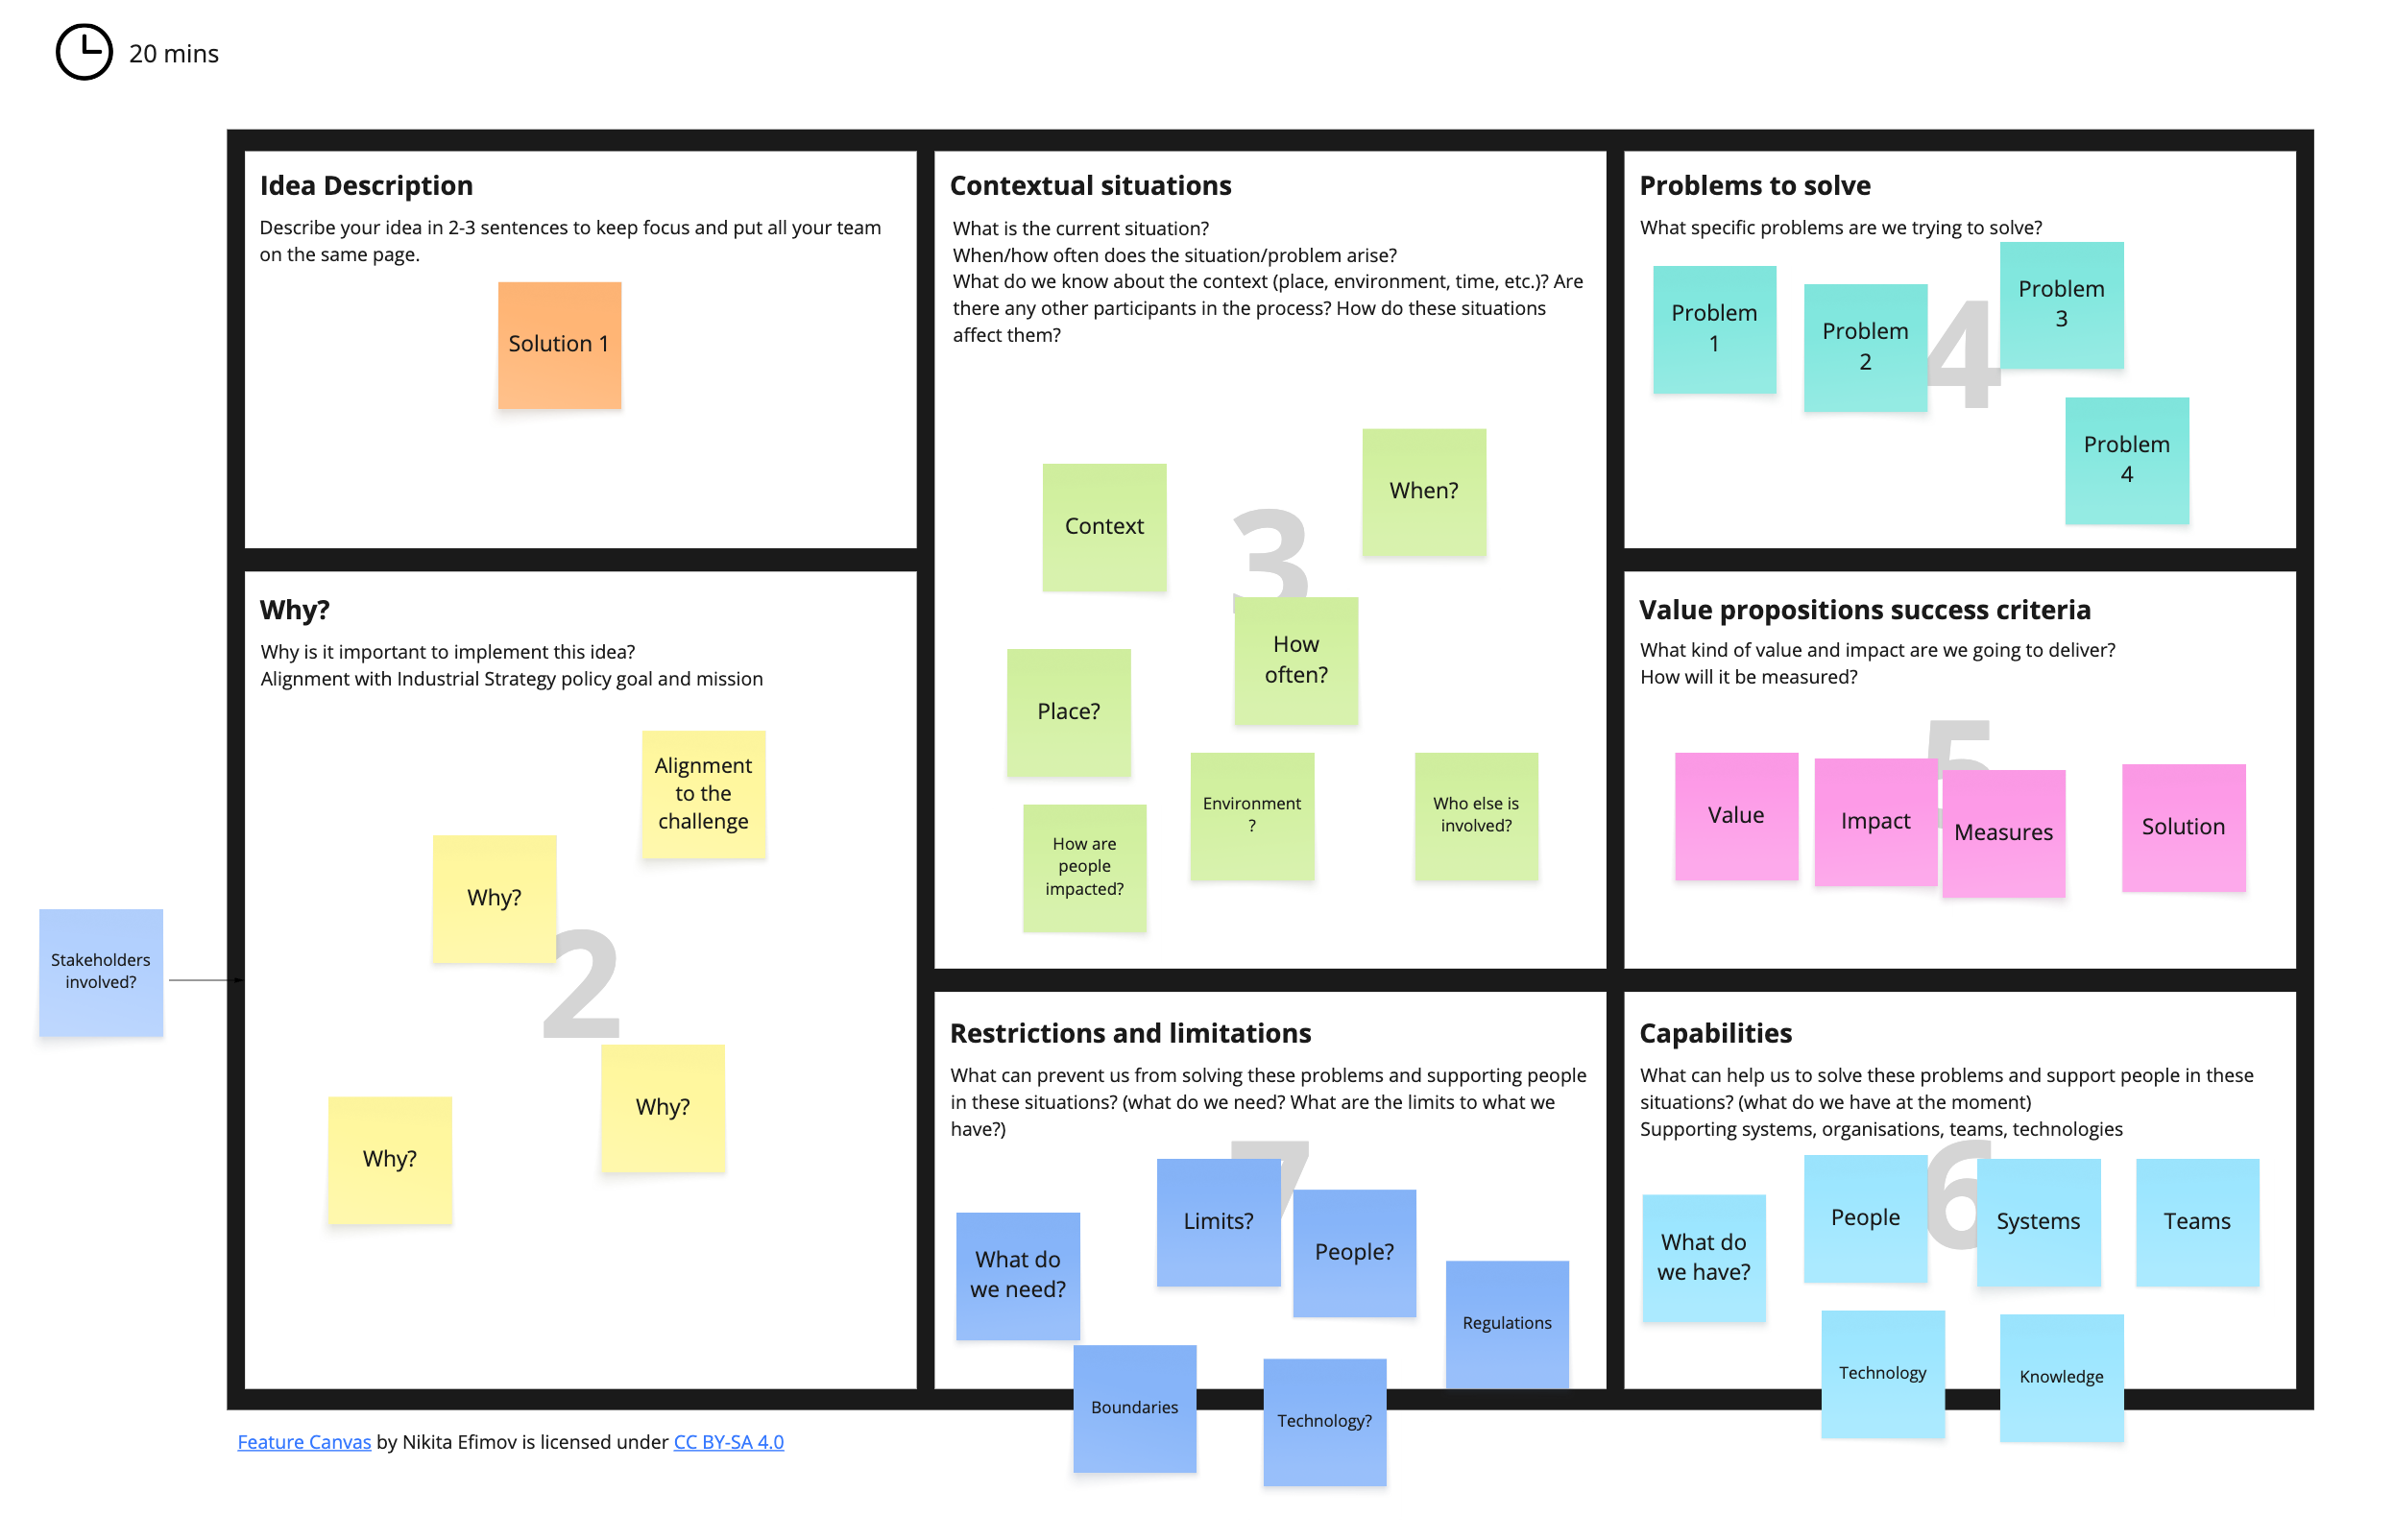 20 mins
Idea Description
Describe your idea in 2-3 sentences to keep focus and put all your team
on the same page.
Solution 1
Why?
Why is it important to implement this idea?
Alignment with Industrial Strategy policy goal and mission
Alignment
to the
challenge
Why?
2
Why?
Why?
Stakeholders
involved?
Contextual situations
What is the current situation?
When/how often does the situation/problem arise?
What do we know about the context (place, environment, time, etc.)? Are
there any other participants in the process? How do these situations
affect them?
When?
Context
3
How
often?
Place?
Environment
?
Who else is
involved?
How are
people
impacted?
Problems to solve
What specific problems are we trying to solve?
Problem
1
Problem
2
4
Problem
3
Problem
4
Value propositions success criteria
What kind of value and impact are we going to deliver?
How will it be measured?
5
Value
Impact
Measures
Solution
Restrictions and limitations
What can prevent us from solving these problems and supporting people
in these situations? (what do we need? What are the limits to what we
have?)
7
Limits?
People?
What do
we need?
Regulations
Boundaries
Technology?
Capabilities
What can help us to solve these problems and support people in these
situations? (what do we have at the moment)
Supporting systems, organisations, teams, technologies
6
What do
we have?
People
Systems
Teams
Technology
Knowledge
Feature Canvas by Nikita Efimov is licensed under CC BY-SA 4.0